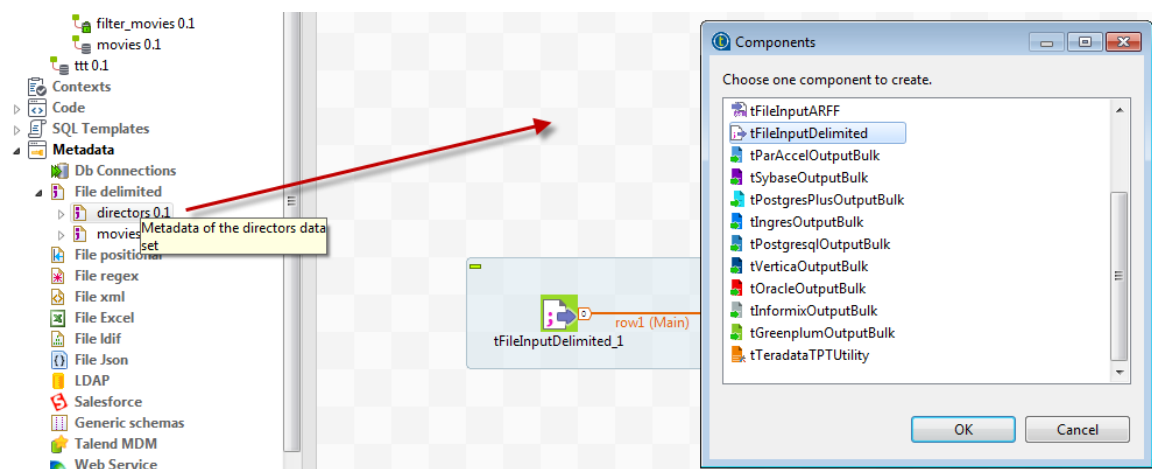 filter_movies 0.1
movies 0.1
ttt 0.1
Contexts
Code
SQL Templates
Metadata
Db Connections
File delimited
directors 0.1
Metadata of the directors data
set
movies
File positional
File regex
File xml
File Excel
File ldif
File Json
LDAP
Salesforce
Generic schemas
Talend MDM
Web Service
row1 (Main)
tFileInputDelimited_1
Components
Choose one component to create.
tFileInputARFF
tFileInputDelimited
tParAccelOutputBulk
tSybaseOutputBulk
tPostgresPlusOutputBulk
tIngresOutputBulk
tPostgresqlOutputBulk
tVerticaOutputBulk
tOracleOutputBulk
tInformixOutputBulk
tGreenplumOutputBulk
tTeradataTPTUtility
OK
Cancel